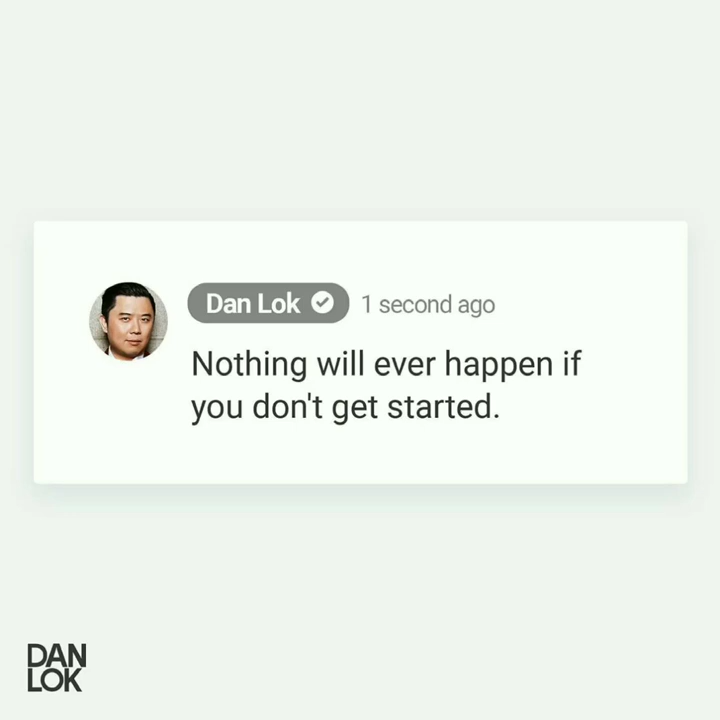 Dan Lok 1 second ago
Nothing will ever happen if
you don't get started.
DAN
LOK